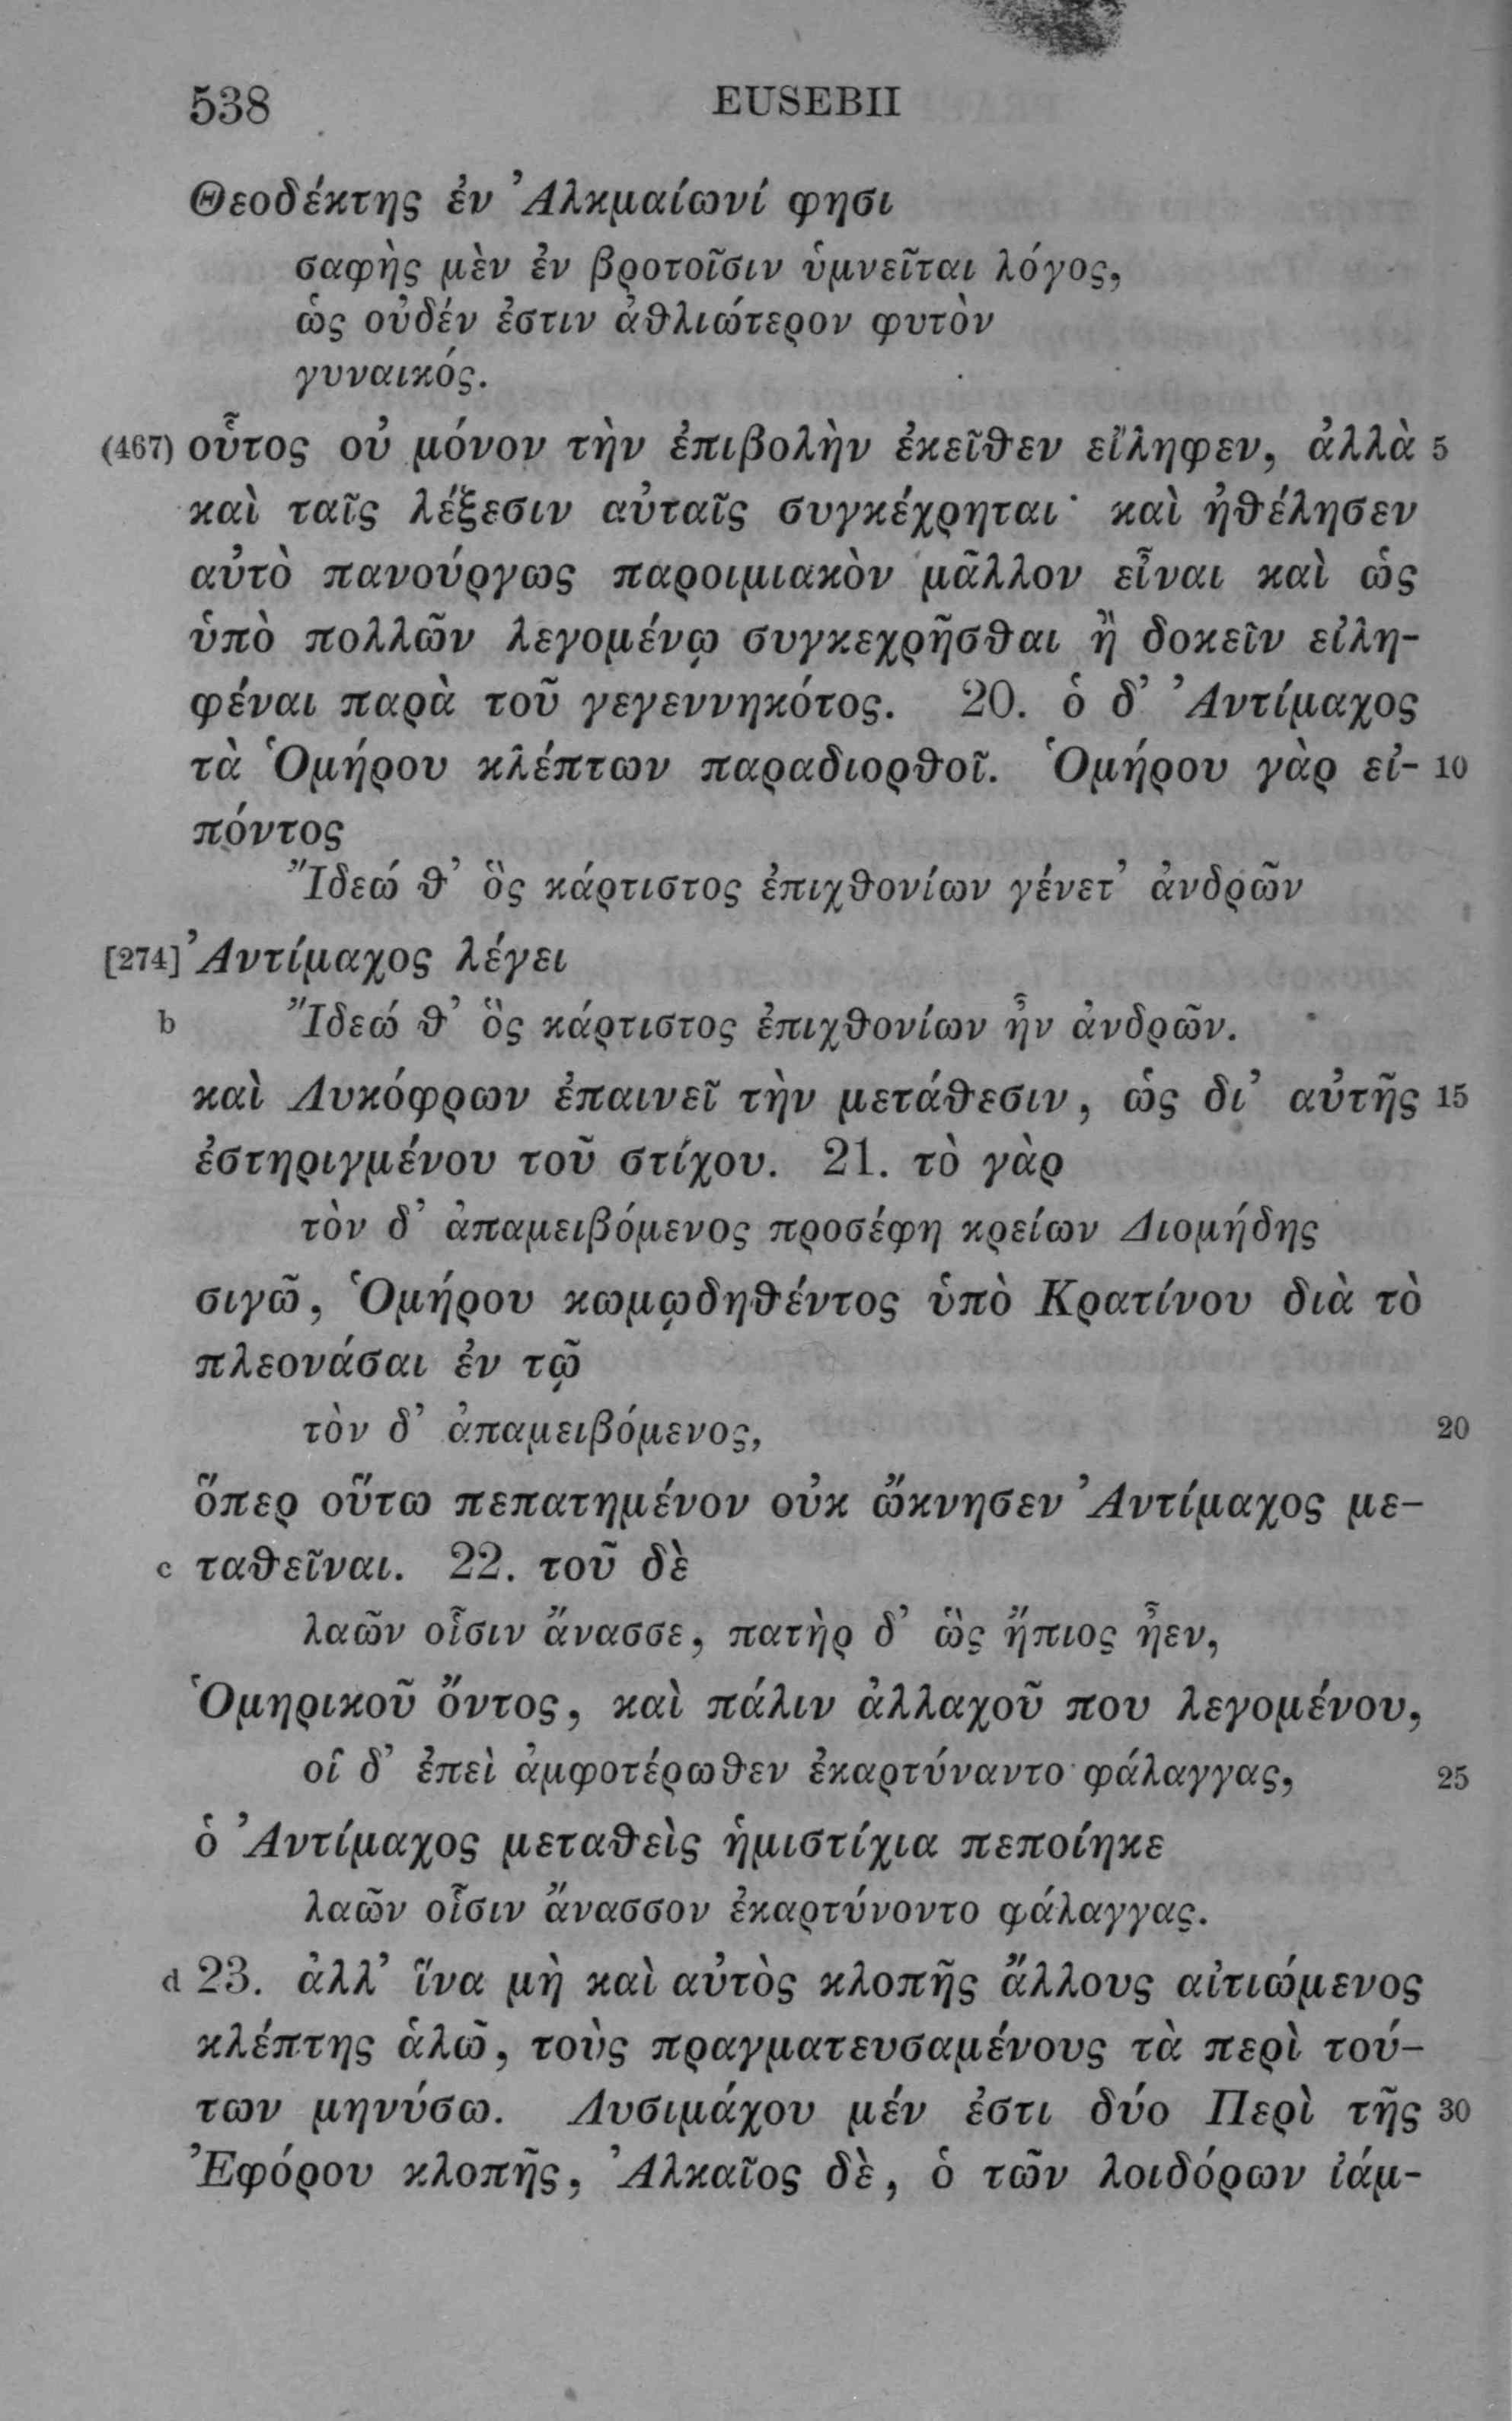 538 EUSEBII
Θεοδέκτης ἐν Ἀλκμαίωνί φησι
σαφὴς μὲν ἐν βροτοῖσιν ὑμνεῖται λόγος,
ὡς οὐδέν ἐστιν ἀθλιώτερον φυτὸν
γυναικός.
(467) οὗτος οὐ μόνον τὴν ἐπιβολὴν ἐκεῖθεν εἴληφεν, ἀλλὰ 5
καὶ ταῖς λέξεσιν αὐταῖς συγκέχρηται· καὶ ἠθέλησεν
αὐτὸ πανούργως παροιμιακὸν μᾶλλον εἶναι καὶ ὡς
ὑπὸ πολλῶν λεγομένῳ συγκεχρῆσθαι ἢ δοκεῖν εἰλη-
φέναι παρὰ τοῦ γεγεννηκότος. 20. ὁ δ’ Ἀντίμαχος
τὰ Ὁμήρου κλέπτων παραδιορθοῖ. Ὁμήρου γὰρ εἰ- 10
πόντος
Ἴδεώ θ’ ὃς κάρτιστος ἐπιχθονίων γένετ’ ἀνδρῶν
[274] Ἀντίμαχος λέγει
b Ἴδεώ θ’ ὃς κάρτιστος ἐπιχθονίων ἦν ἀνδρῶν.
καὶ Λυκόφρων ἐπαινεῖ τὴν μετάθεσιν, ὡς δι’ αὐτῆς 15
ἐστηριγμένου τοῦ στίχου. 21. τὸ γὰρ
τὸν δ’ ἀπαμειβόμενος προσέφη κρείων Διομήδης
σιγῶ, Ὁμήρου κωμῳδηθέντος ὑπὸ Κρατίνου διὰ τὸ
πλεονάσαι ἐν τῷ
τὸν δ’ ἀπαμειβόμενος, 20
ὅπερ οὕτω πεπατημένον οὐκ ὤκνησεν Ἀντίμαχος με-
c ταθεῖναι. 22. τοῦ δὲ
λαῶν οἷσιν ἄνασσε, πατὴρ δ’ ὣς ἤπιος ἦεν,
Ὁμηρικοῦ ὄντος, καὶ πάλιν ἀλλαχοῦ που λεγομένου,
οἳ δ’ ἐπεὶ ἀμφοτέρωθεν ἐκαρτύναντο φάλαγγας, 25
ὁ Ἀντίμαχος μεταθεὶς ἡμιστίχια πεποίηκε
λαῶν οἷσιν ἄνασσον ἐκαρτύνοντο φάλαγγας.
d 23. ἀλλ’ ἵνα μὴ καὶ αὐτὸς κλοπῆς ἄλλους αἰτιώμενος
κλέπτης ἁλῶ, τοὺς πραγματευσαμένους τὰ περὶ τού-
των μηνύσω. Λυσιμάχου μέν ἐστι δύο Περὶ τῆς 30
Ἐφόρου κλοπῆς, Ἀλκαῖος δὲ, ὁ τῶν λοιδόρων ἰάμ-